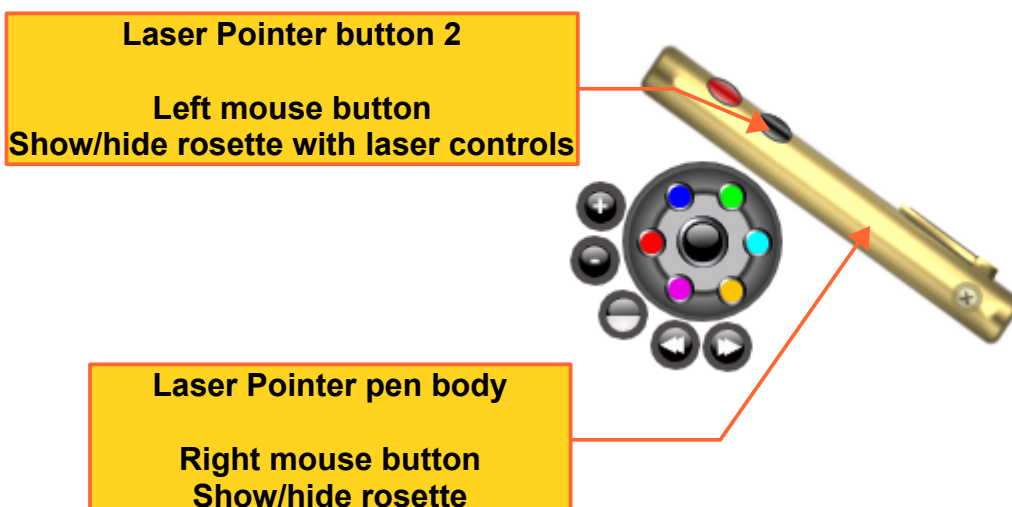 Laser Pointer button 2
Left mouse button
Show/hide rosette with laser controls
+
-
Laser Pointer pen body
Right mouse button
Show/hide rosette